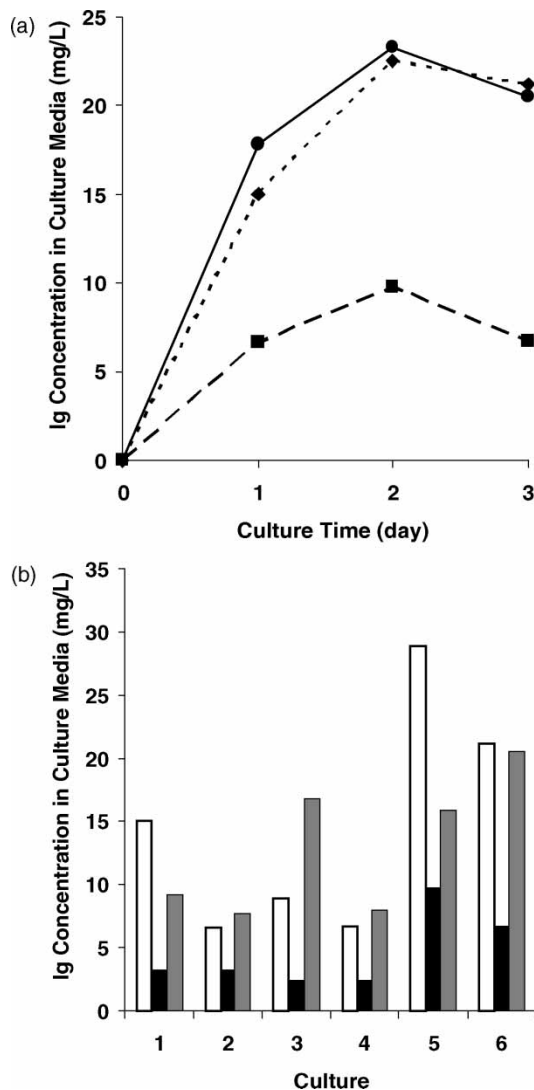 (a)
Ig Concentration in Culture Media (mg/L)
25
20
15
10
5
0
0 1 2 3
Culture Time (day)
(b)
Ig Concentration in Culture Media (mg/L)
35
30
25
20
15
10
5
0
1 2 3 4 5 6
Culture